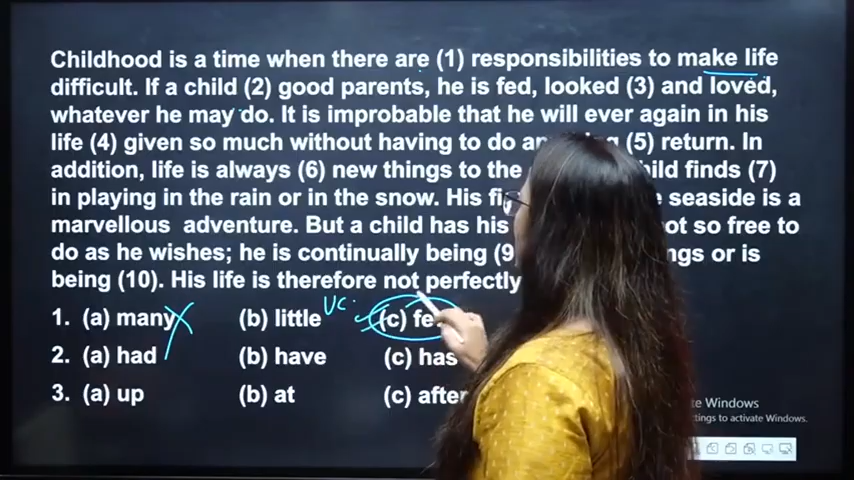 Childhood is a time when there are (1) responsibilities to make life
difficult. If a child (2) good parents, he is fed, looked (3) and loved,
whatever he may do. It is improbable that he will ever again in his
life (4) given so much without having to do (5) return. In
addition, life is always (6) new things to the finds (7)
in playing in the rain or in the snow. His seaside is a
marvellous adventure. But a child has his so free to
do as he wishes; he is continually being (9) or is
being (10). His life is therefore not perfectly
UC.
1. (a) many (b) little (c)
2. (a) had (b) have (c) has
3. (a) up (b) at (c) after
Windows
to activate Windows.